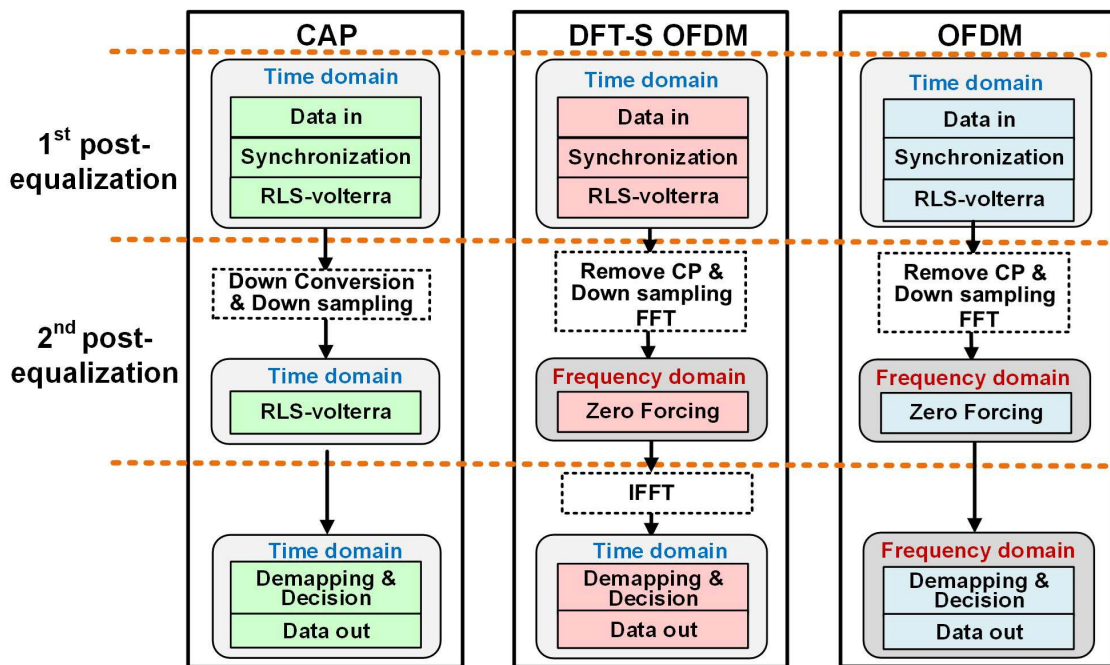 CAP
DFT-S OFDM
OFDM
1st post-
equalization
2nd post-
equalization
Time domain
Data in
Synchronization
RLS-volterra
Down Conversion
& Down sampling
Time domain
RLS-volterra
Time domain
Demapping &
Decision
Data out
Time domain
Data in
Synchronization
RLS-volterra
Remove CP &
Down sampling
FFT
Frequency domain
Zero Forcing
IFFT
Time domain
Demapping &
Decision
Data out
Time domain
Data in
Synchronization
RLS-volterra
Remove CP &
Down sampling
FFT
Frequency domain
Zero Forcing
Frequency domain
Demapping &
Decision
Data out